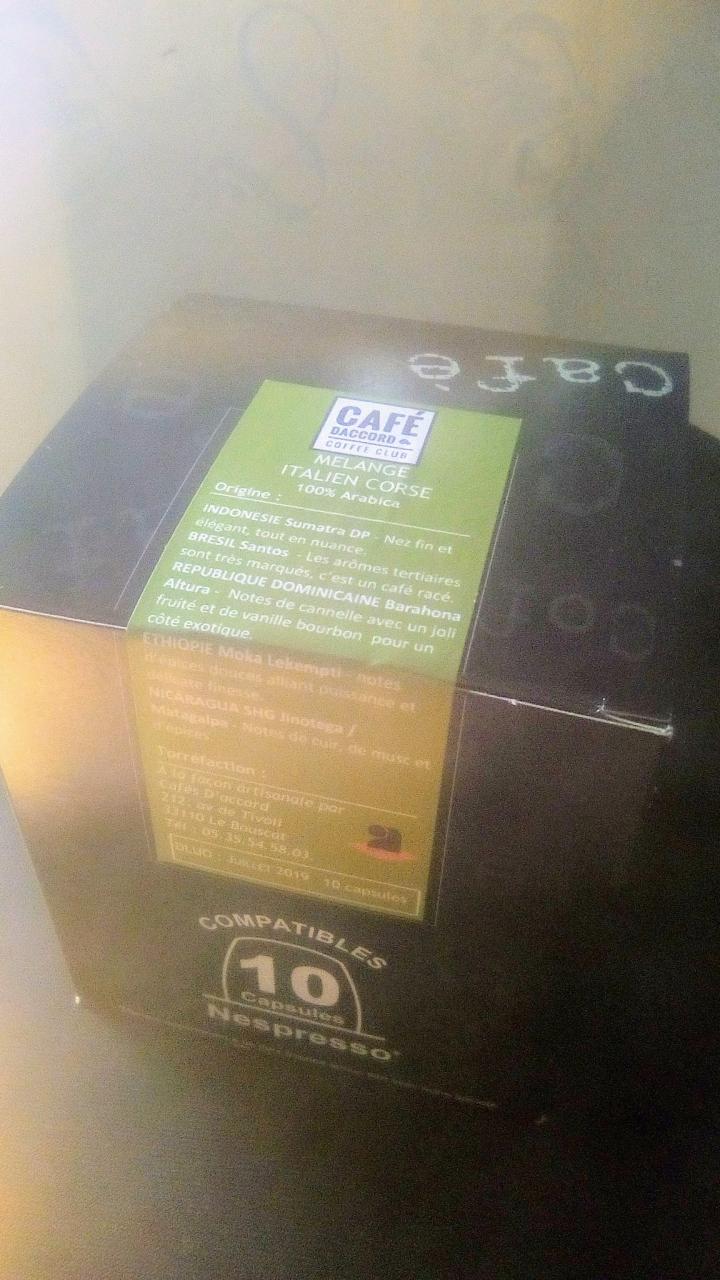 Café
CAFÉ
DACCORD
COFFEE CLUB
MELANGE
ITALIEN CORSE
100% Arabica
Origine :
INDONESIE Sumatra DP - Nez fin et
élégant, tout en nuance.
BRESIL Santos - Les arômes tertiaires
sont très marqués, c'est un café racé.
REPUBLIQUE DOMINICAINE Barahona
Altura - Notes de cannelle avec un joli
fruité et de vanille bourbon pour un
côté exotique.
ETHIOPIE Moka Lekempti - notes
d'épices douces alliant puissance et
délicate finesse.
NICARAGUA SHG Jinotega /
Matagalpa - Notes de cuir, de musc et
d'épices
Torréfaction :
À la façon artisanale par
Cafés D'accord
212, av de Tivoli
33110 Le Bouscat
Tél : 05.35.54.58.03.
DLUO : Juillet 2019 10 capsules
COMPATIBLES
10
Capsules
Nespresso*